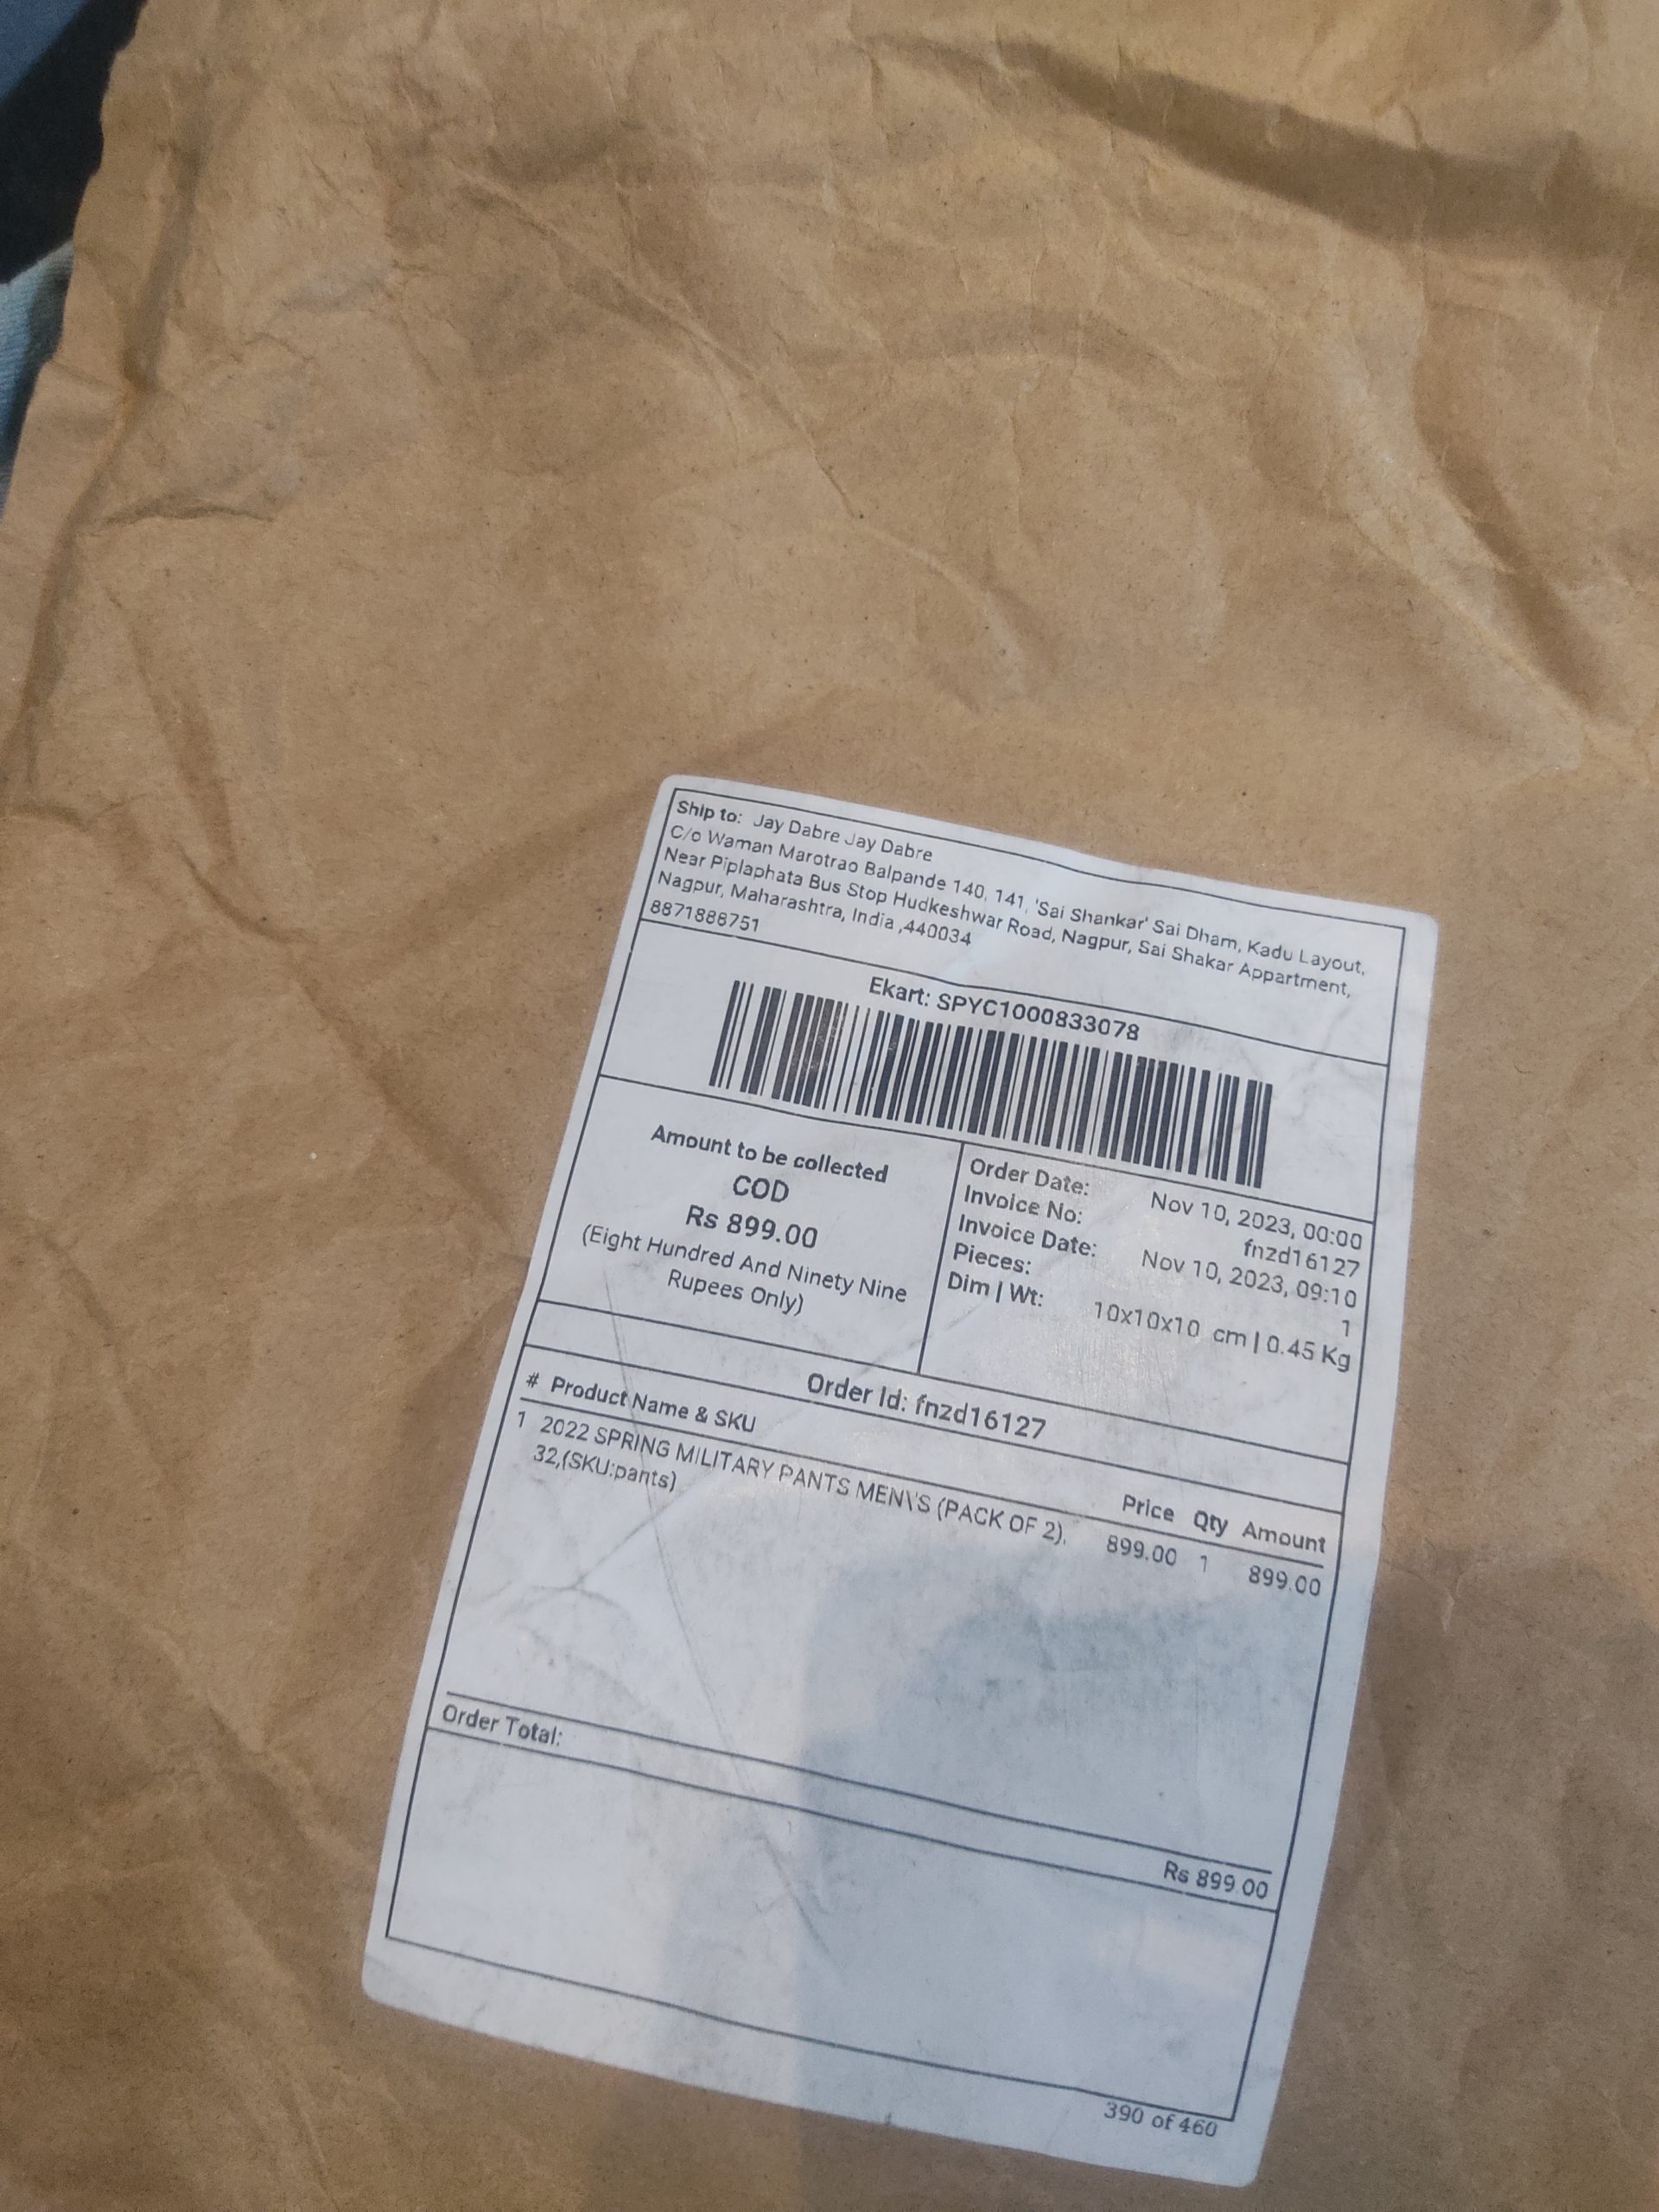 Ship to: Jay Dabre Jay Dabre
C/o Waman Marotrao Balpande 140, 141, 'Sai Shankar' Sai Dham, Kadu Layout,
Near Piplaphata Bus Stop Hudkeshwar Road, Nagpur, Sai Shakar Appartment,
Nagpur, Maharashtra, India ,440034
8871886751
Ekart: SPYC1000833078
Amount to be collected
COD
Rs 899.00
(Eight Hundred And Ninety Nine
Rupees Only)
Order Date: Nov 10, 2023, 00:00
Invoice No: fnzd16127
Invoice Date: Nov 10, 2023, 09:10
Pieces: 1
Dim | Wt: 10x10x10 cm | 0.45 Kg
Order Id: fnzd16127
# Product Name & SKU Price Qty Amount
1 2022 SPRING MILITARY PANTS MEN\'S (PACK OF 2), 899.00 1 899.00
32,(SKU:pants)
Order Total: Rs 899.00
390 of 460